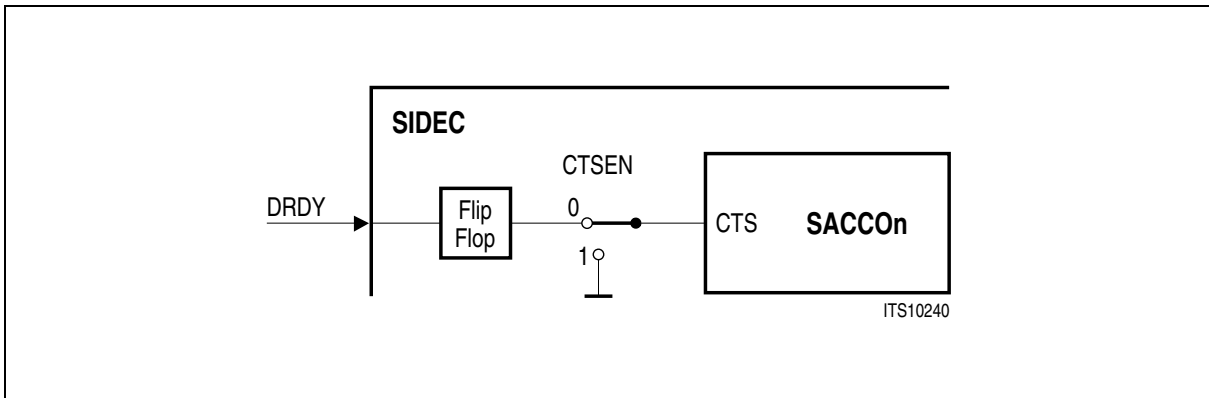 SIDEC
CTSEN
DRDY
Flip
Flop
0
1
CTS
SACCOn
ITS10240